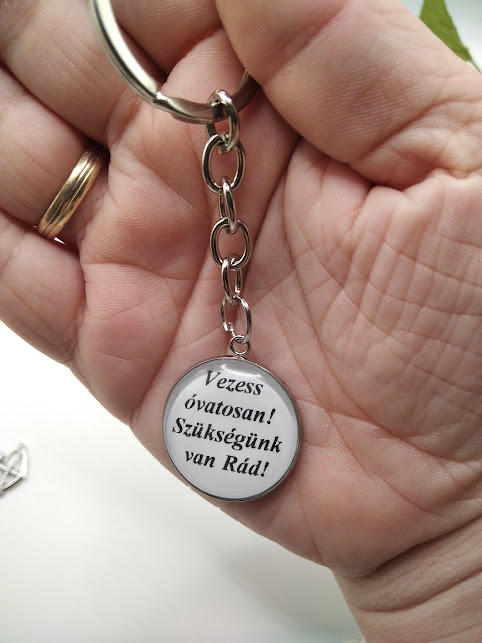 Vezess
óvatosan!
Szükségünk
van Rád!